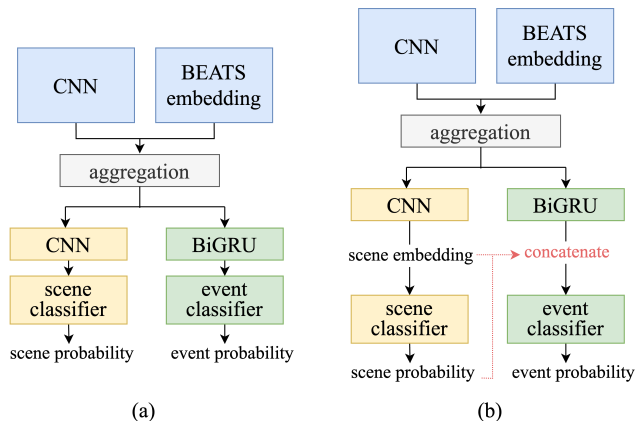 CNN
BEATS
embedding
aggregation
CNN
BiGRU
scene
classifier
event
classifier
scene probability
event probability
(a)
CNN
BEATS
embedding
aggregation
CNN
BiGRU
scene embedding
concatenate
scene
classifier
event
classifier
scene probability
event probability
(b)